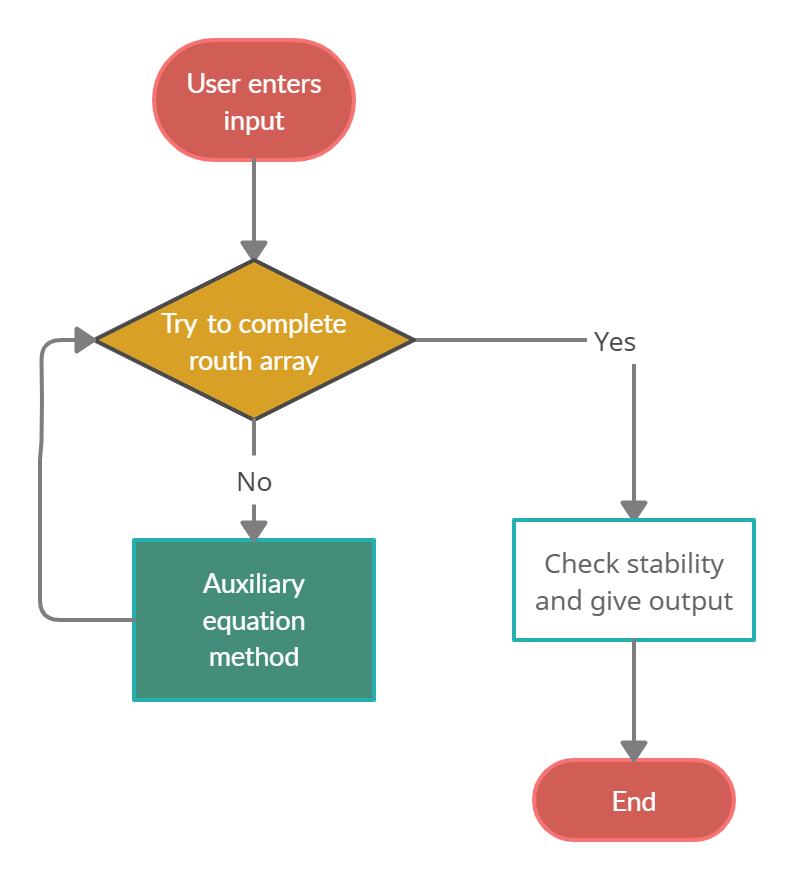 User enters
input
Try to complete
routh array
Yes
No
Auxiliary
equation
method
Check stability
and give output
End